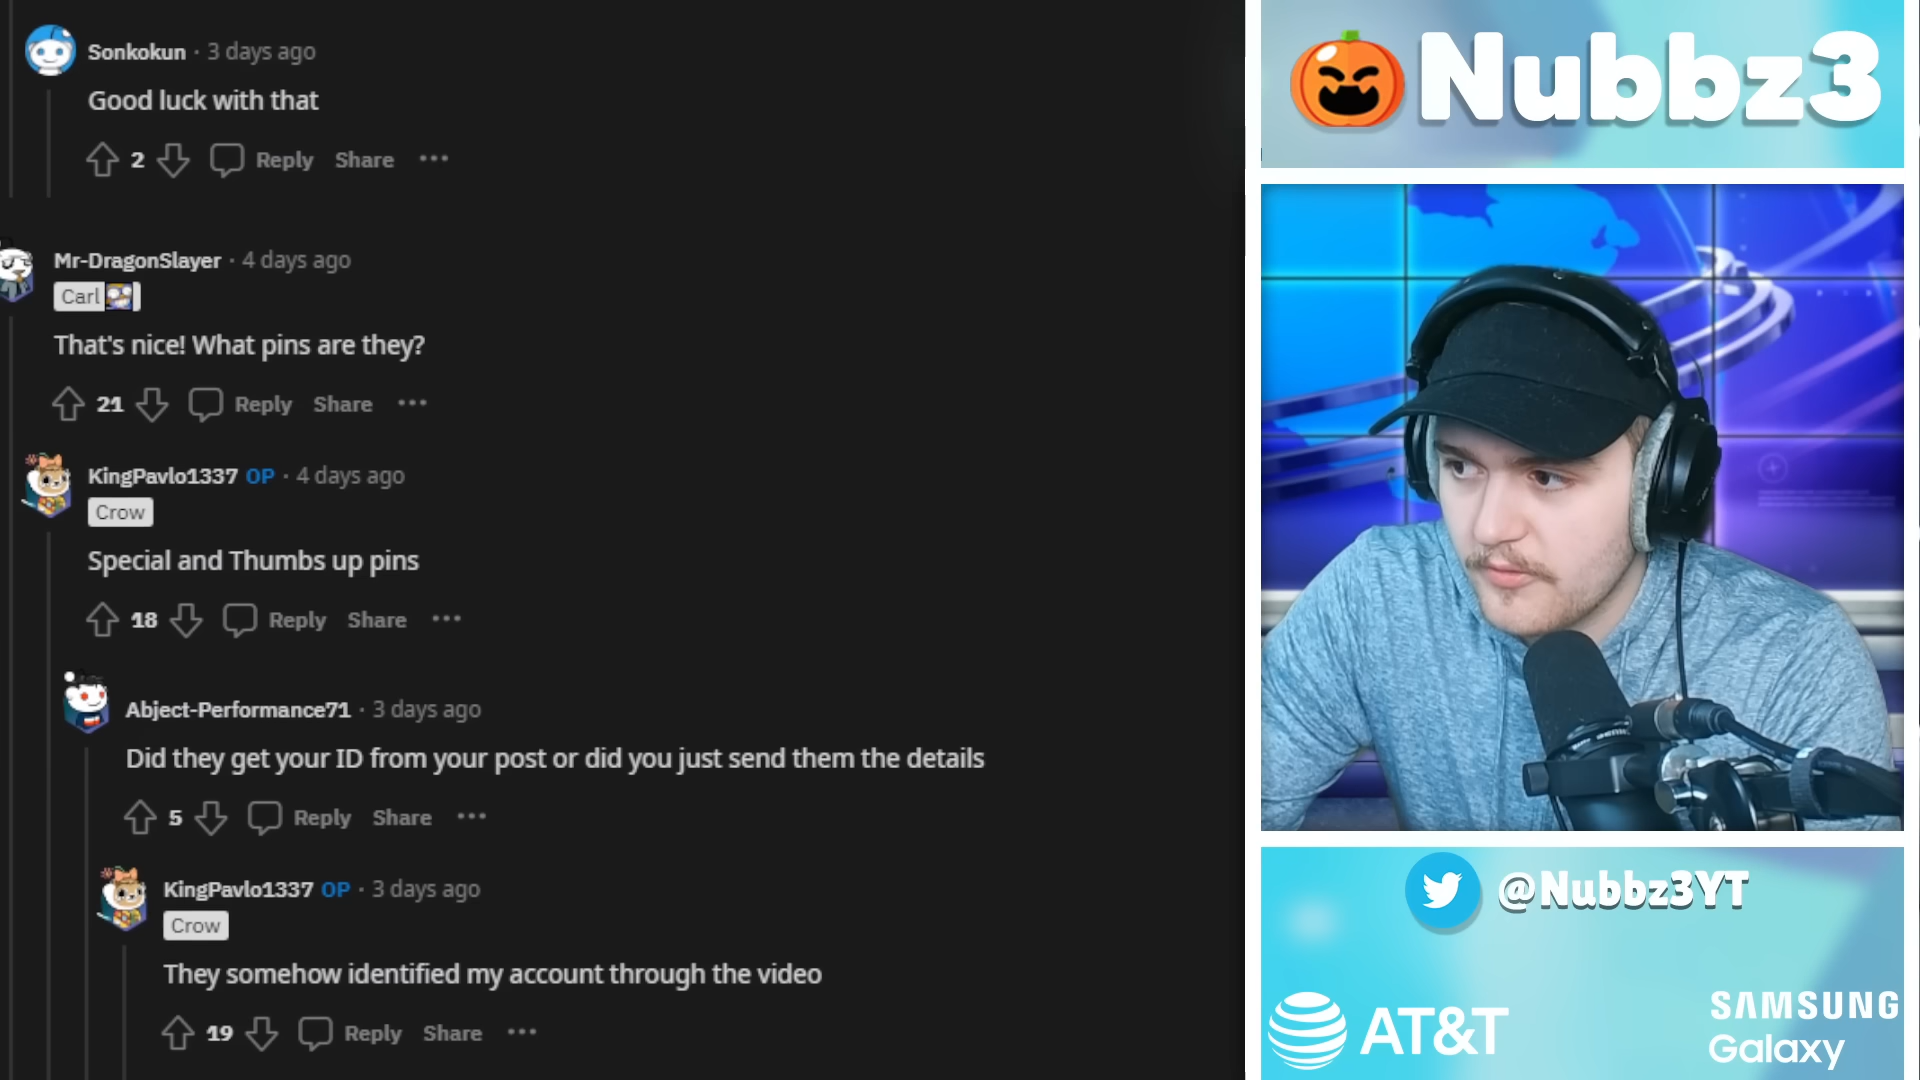 Sonkokun · 3 days ago
Good luck with that
2 Reply Share ···
Mr-DragonSlayer · 4 days ago
Carl
That's nice! What pins are they?
21 Reply Share ···
KingPavlo1337 OP · 4 days ago
Crow
Special and Thumbs up pins
18 Reply Share ···
Abject-Performance71 · 3 days ago
Did they get your ID from your post or did you just send them the details
5 Reply Share ···
KingPavlo1337 OP · 3 days ago
Crow
They somehow identified my account through the video
19 Reply Share ···
Nubbz3
@Nubbz3YT
AT&T
SAMSUNG
Galaxy